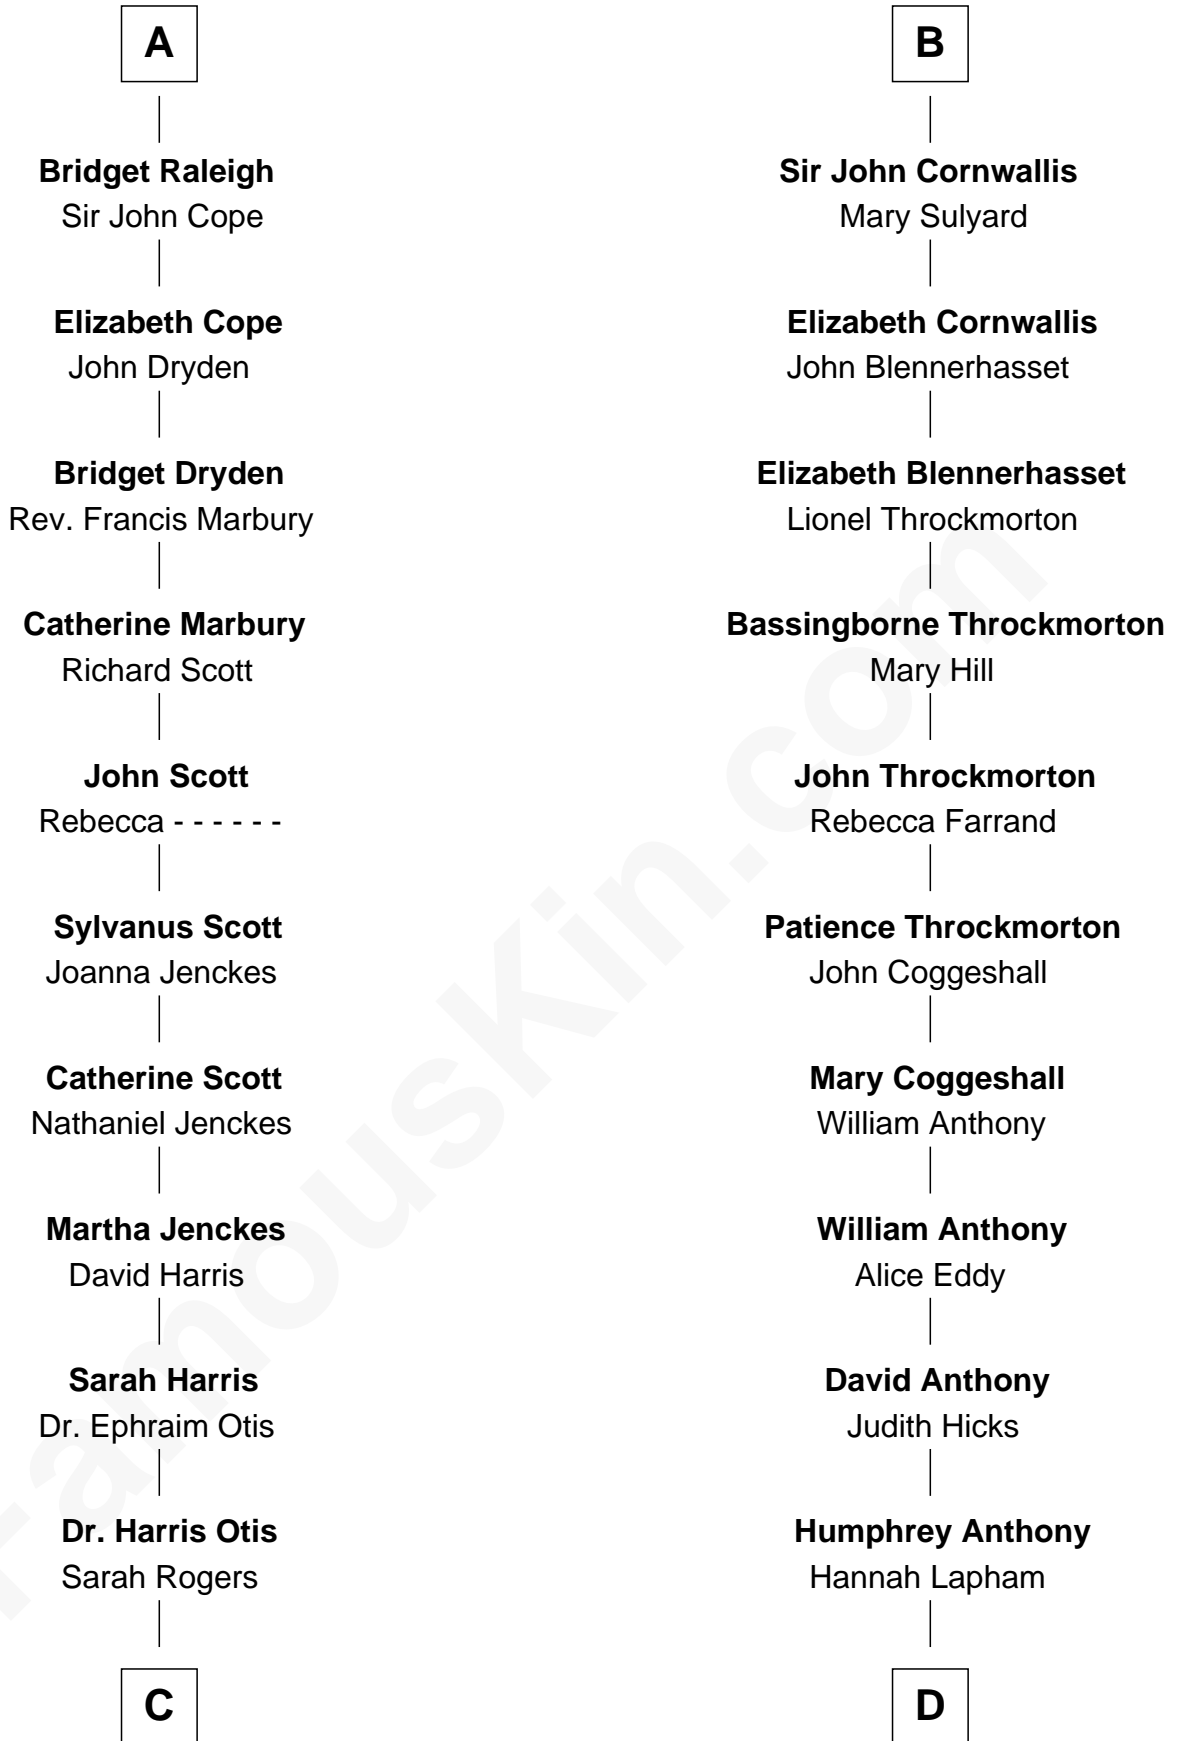 A
Bridget Raleigh
Sir John Cope
Elizabeth Cope
John Dryden
Bridget Dryden
Rev. Francis Marbury
Catherine Marbury
Richard Scott
John Scott
Rebecca - - - - - -
Sylvanus Scott
Joanna Jenckes
Catherine Scott
Nathaniel Jenckes
Martha Jenckes
David Harris
Sarah Harris
Dr. Ephraim Otis
Dr. Harris Otis
Sarah Rogers
C
B
Sir John Cornwallis
Mary Sulyard
Elizabeth Cornwallis
John Blennerhasset
Elizabeth Blennerhasset
Lionel Throckmorton
Bassingborne Throckmorton
Mary Hill
John Throckmorton
Rebecca Farrand
Patience Throckmorton
John Coggeshall
Mary Coggeshall
William Anthony
William Anthony
Alice Eddy
David Anthony
Judith Hicks
Humphrey Anthony
Hannah Lapham
D
FamousKin.com